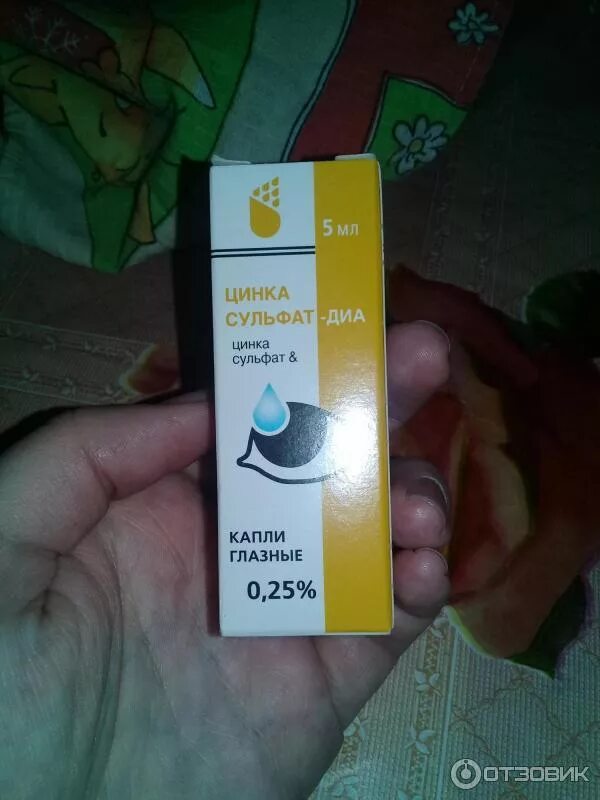 5 мл
ЦИНКА
СУЛЬФАТ-ДИА
цинка
сульфат &
КАПЛИ
ГЛАЗНЫЕ
0,25%
ОТЗОВИК